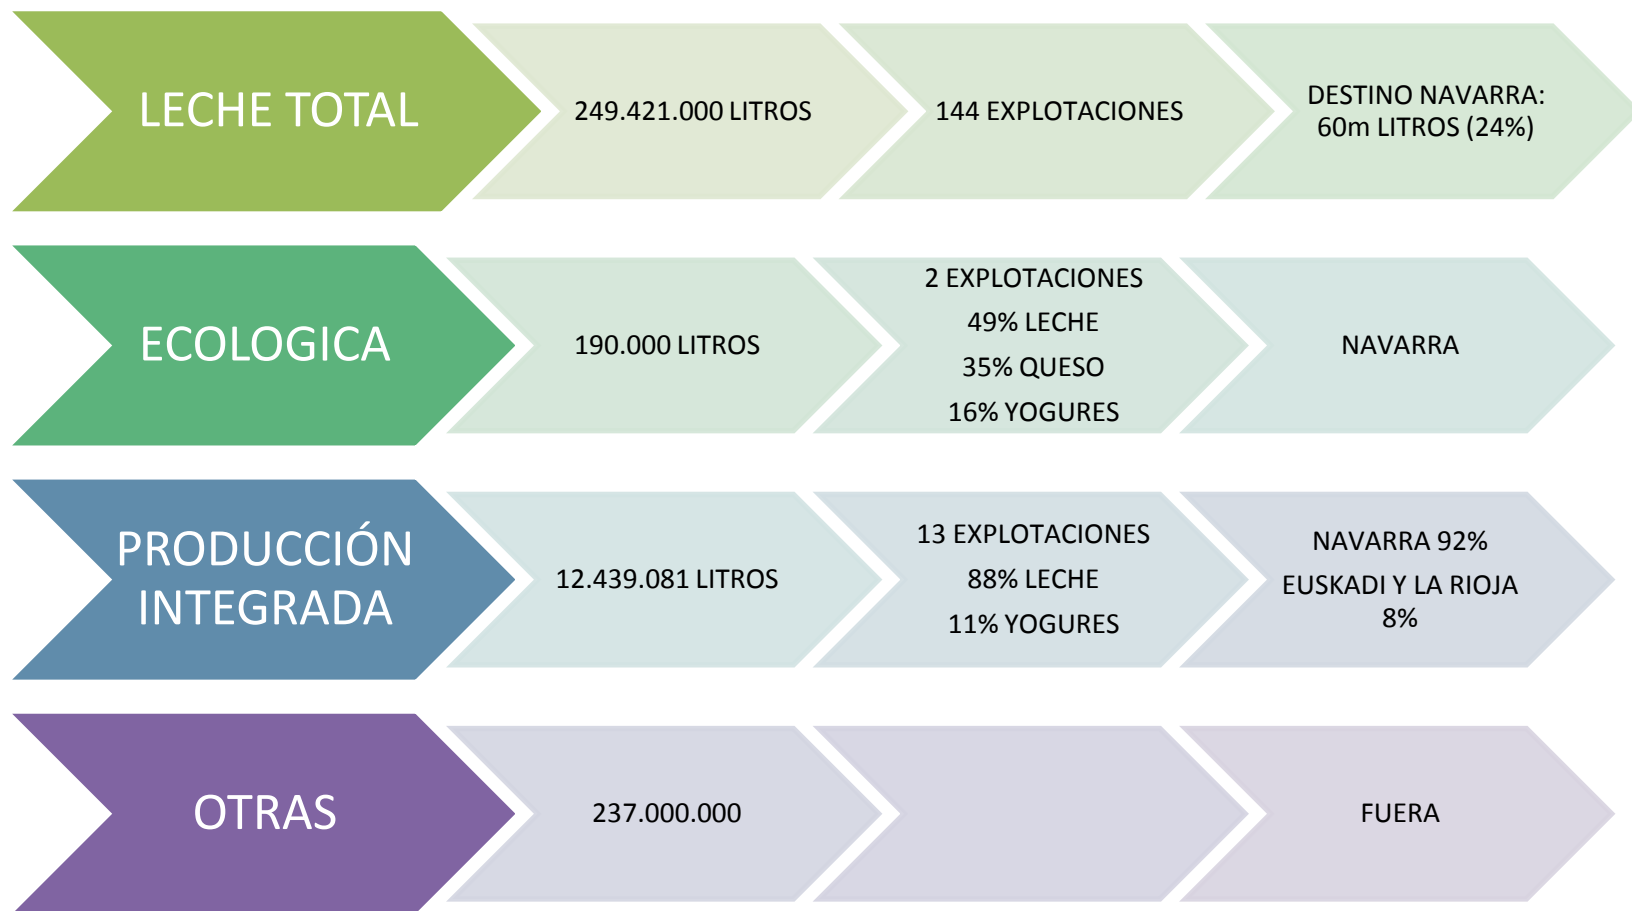 LECHE TOTAL
249.421.000 LITROS
144 EXPLOTACIONES
DESTINO NAVARRA:
60m LITROS (24%)
ECOLOGICA
190.000 LITROS
2 EXPLOTACIONES
49% LECHE
35% QUESO
16% YOGURES
NAVARRA
PRODUCCIÓN
INTEGRADA
12.439.081 LITROS
13 EXPLOTACIONES
88% LECHE
11% YOGURES
NAVARRA 92%
EUSKADI Y LA RIOJA
8%
OTRAS
237.000.000
FUERA